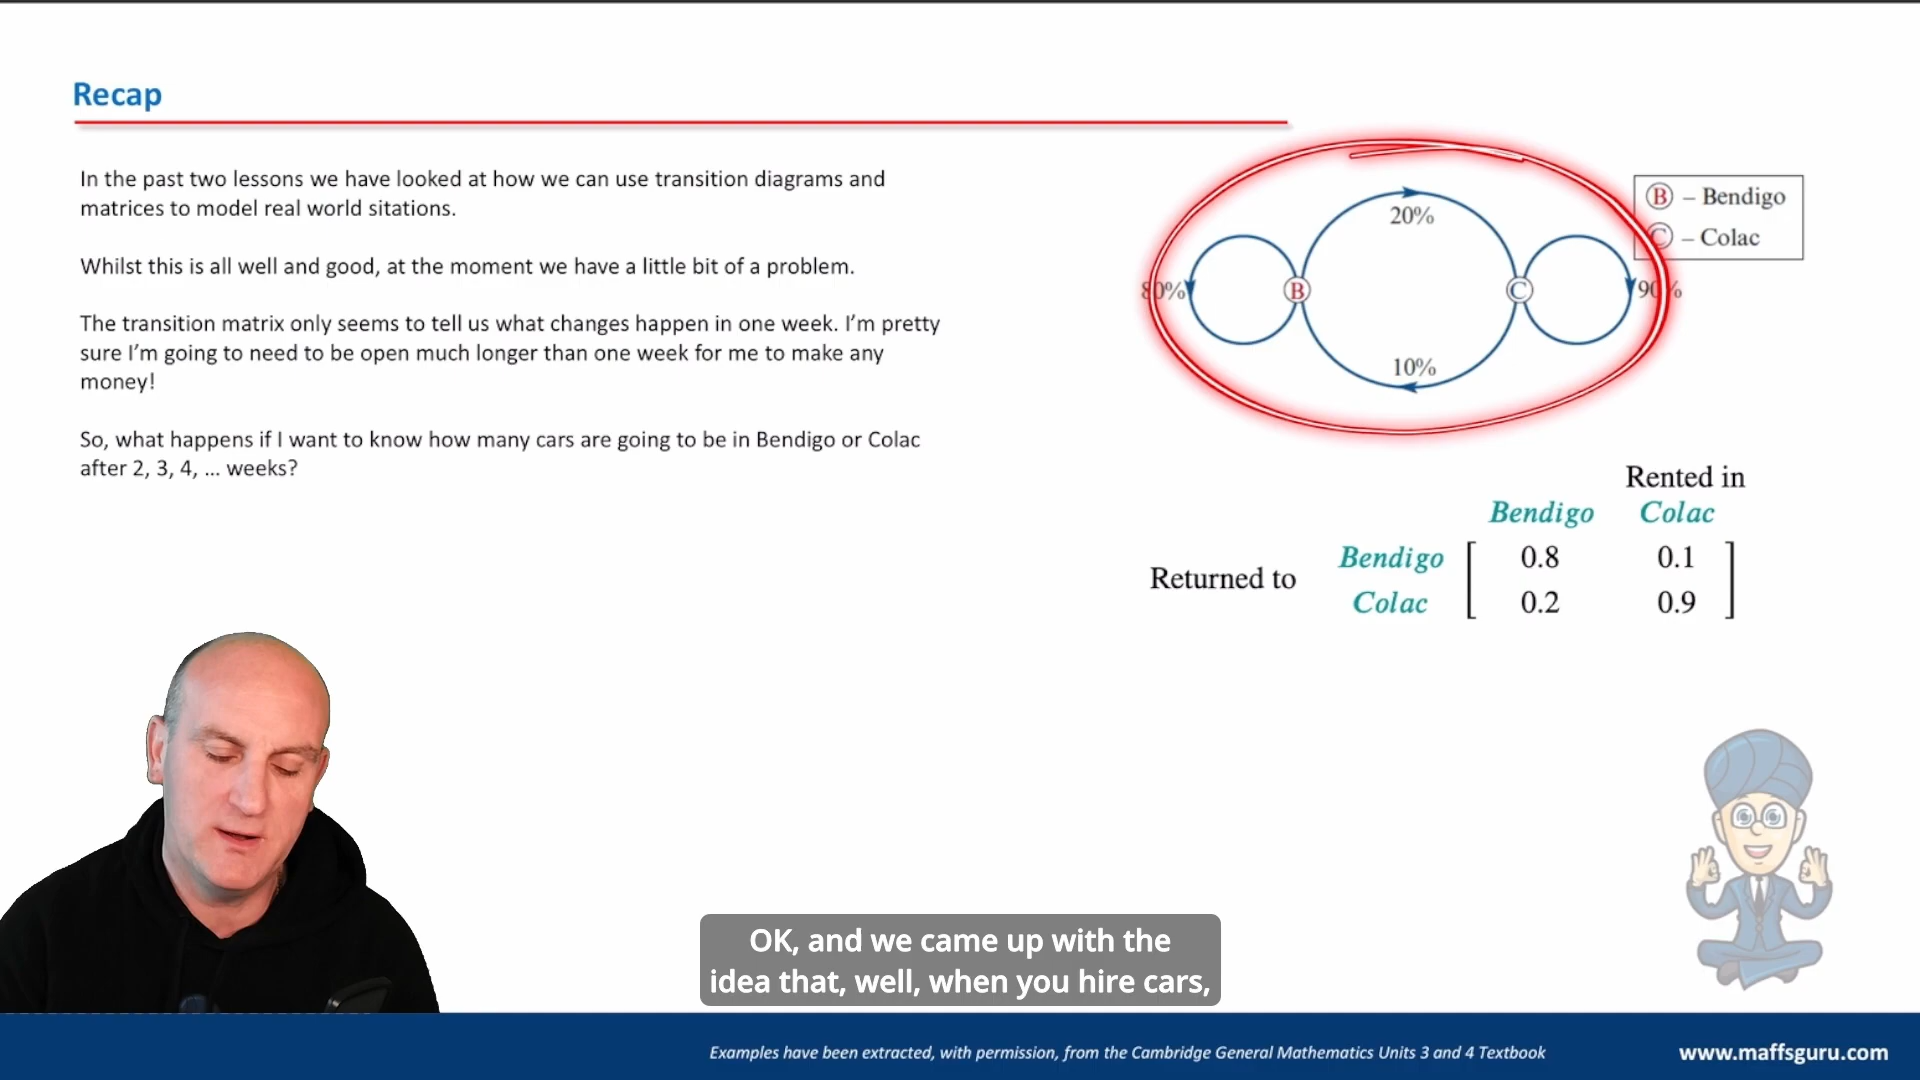 Recap
In the past two lessons we have looked at how we can use transition diagrams and
matrices to model real world sitations.
Whilst this is all well and good, at the moment we have a little bit of a problem.
The transition matrix only seems to tell us what changes happen in one week. I'm pretty
sure I'm going to need to be open much longer than one week for me to make any
money!
So, what happens if I want to know how many cars are going to be in Bendigo or Colac
after 2, 3, 4, ... weeks?
B – Bendigo
C – Colac
20%
80% B C 90%
10%
Rented in
Bendigo Colac
Returned to
Bendigo 0.8 0.1
Colac 0.2 0.9
OK, and we came up with the
idea that, well, when you hire cars,
Examples have been extracted, with permission, from the Cambridge General Mathematics Units 3 and 4 Textbook
www.maffsguru.com